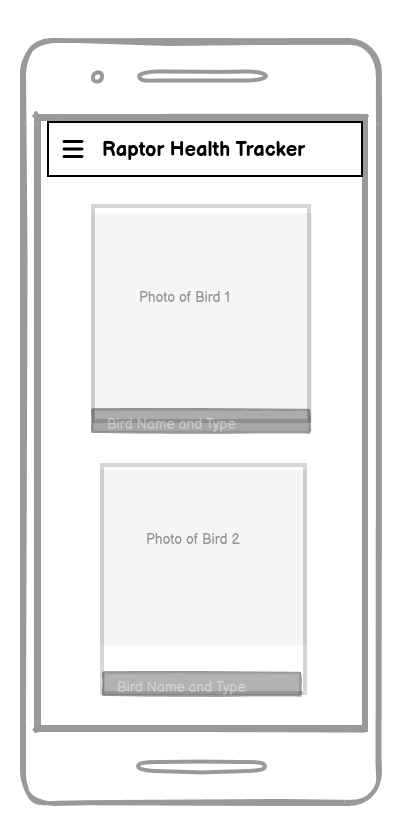 Raptor Health Tracker
Photo of Bird 1
Bird Name and Type
Photo of Bird 2
Bird Name and Type